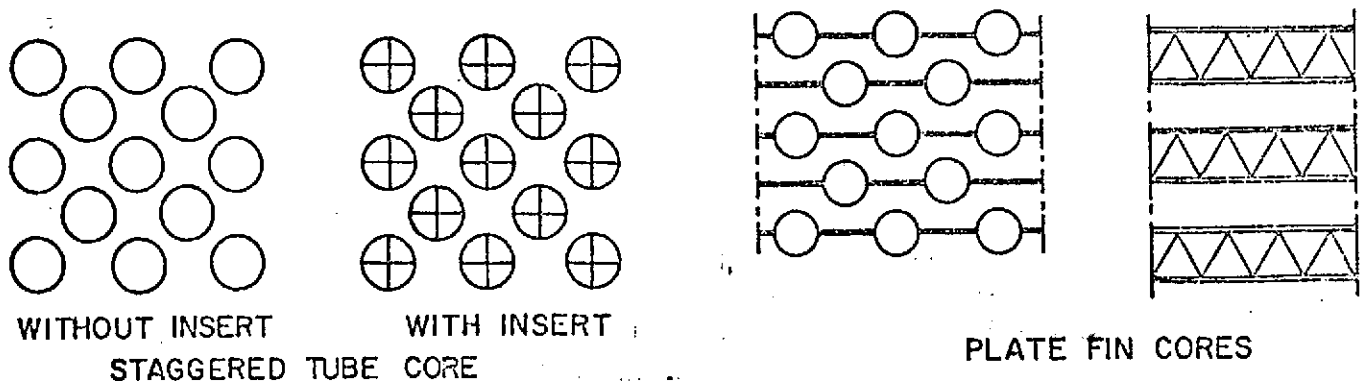 WITHOUT INSERT
WITH INSERT
STAGGERED TUBE CORE
PLATE FIN CORES